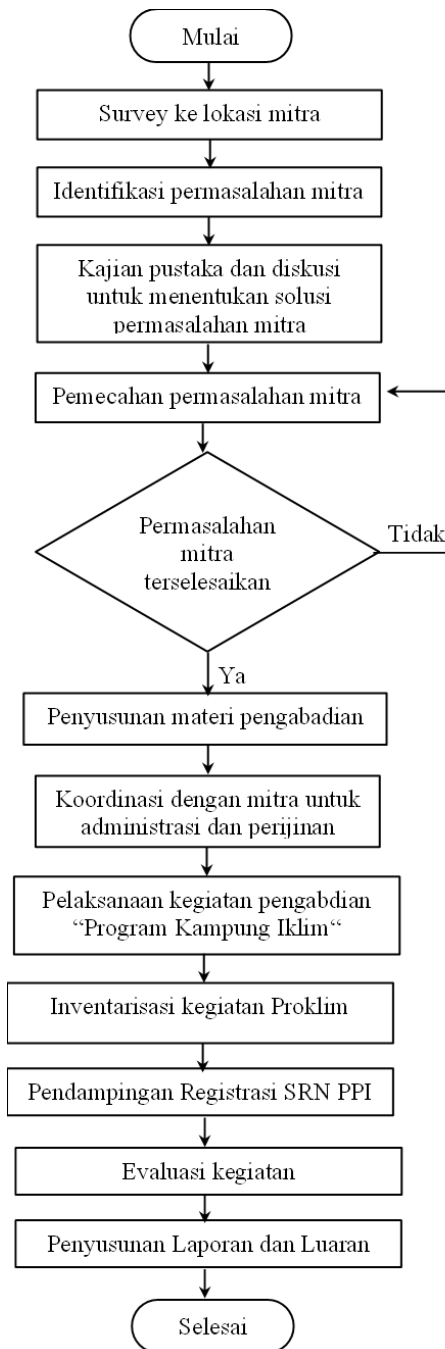 Mulai
Survey ke lokasi mitra
Identifikasi permasalahan mitra
Kajian pustaka dan diskusi
untuk menentukan solusi
permasalahan mitra
Pemecahan permasalahan mitra
Permasalahan
mitra
terselesaikan
Tidak
Ya
Penyusunan materi pengabadian
Koordinasi dengan mitra untuk
administrasi dan perijinan
Pelaksanaan kegiatan pengabdian
“Program Kampung Iklim“
Inventarisasi kegiatan Proklim
Pendampingan Registrasi SRN PPI
Evaluasi kegiatan
Penyusunan Laporan dan Luaran
Selesai